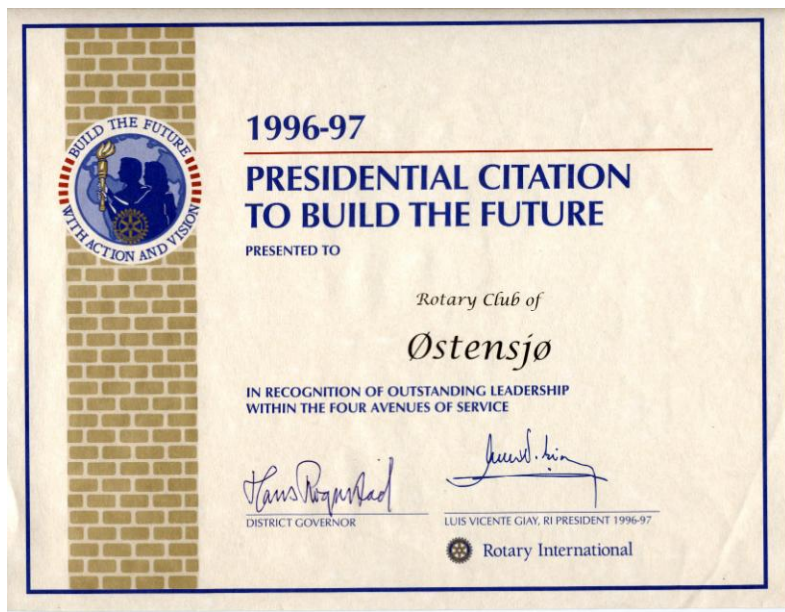 BUILD THE FUTURE
WITH ACTION AND VISION
1996-97
PRESIDENTIAL CITATION
TO BUILD THE FUTURE
PRESENTED TO
Rotary Club of
Østensjø
IN RECOGNITION OF OUTSTANDING LEADERSHIP
WITHIN THE FOUR AVENUES OF SERVICE
DISTRICT GOVERNOR
LUIS VICENTE GIAY, RI PRESIDENT 1996-97
Rotary International